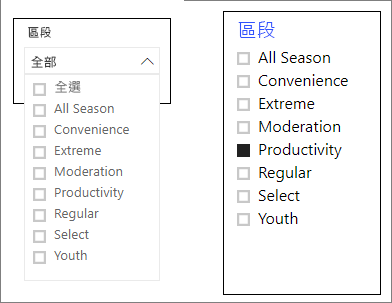 區段
全部
全選
All Season
Convenience
Extreme
Moderation
Productivity
Regular
Select
Youth
區段
All Season
Convenience
Extreme
Moderation
Productivity
Regular
Select
Youth